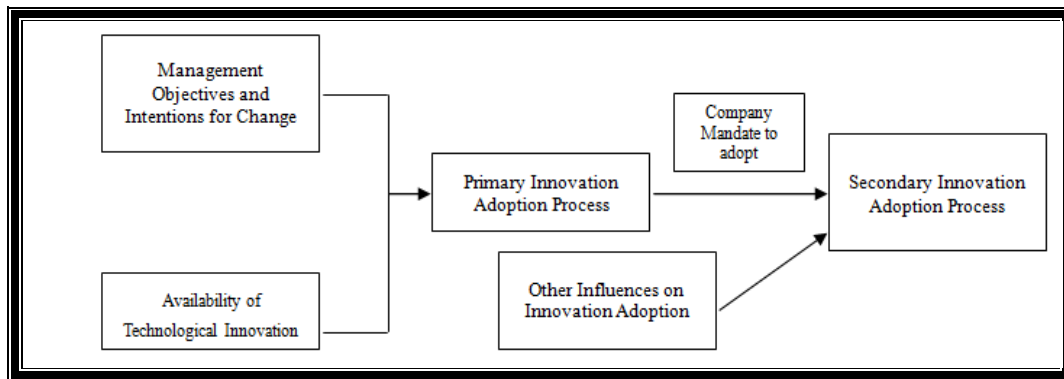 Management
Objectives and
Intentions for Change
Company
Mandate to
adopt
Primary Innovation
Adoption Process
Secondary Innovation
Adoption Process
Availability of
Technological Innovation
Other Influences on
Innovation Adoption